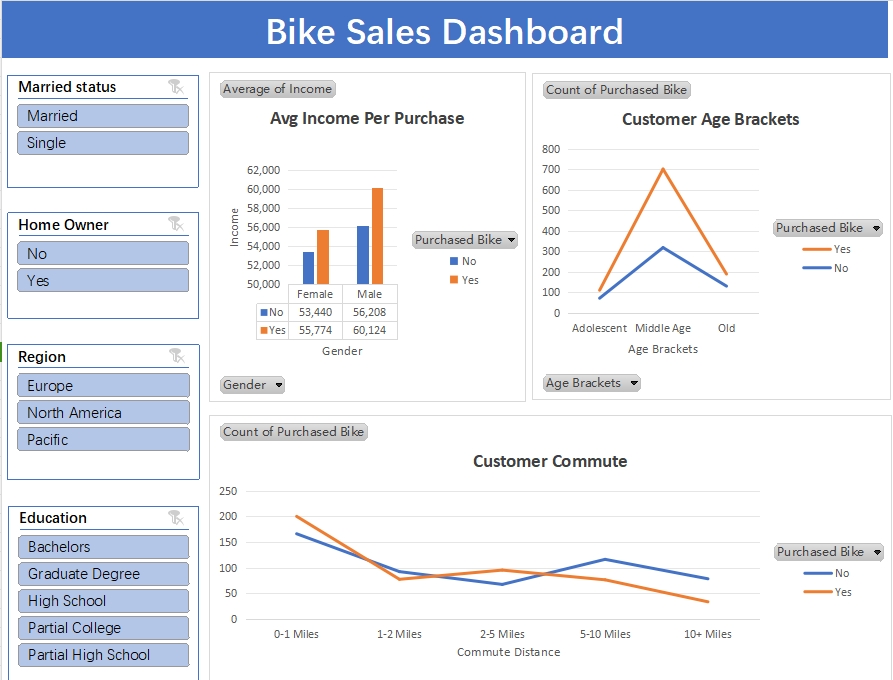 Bike Sales Dashboard
Married status
Married
Single
Home Owner
No
Yes
Region
Europe
North America
Pacific
Education
Bachelors
Graduate Degree
High School
Partial College
Partial High School
Average of Income
Avg Income Per Purchase
62,000
60,000
58,000
56,000
54,000
52,000
50,000
Income
Female Male
No 53,440 56,208
Yes 55,774 60,124
Gender
Purchased Bike
No
Yes
Gender
Count of Purchased Bike
Customer Age Brackets
800
700
600
500
400
300
200
100
0
Adolescent Middle Age Old
Age Brackets
Purchased Bike
Yes
No
Age Brackets
Count of Purchased Bike
Customer Commute
250
200
150
100
50
0
0-1 Miles 1-2 Miles 2-5 Miles 5-10 Miles 10+ Miles
Commute Distance
Purchased Bike
No
Yes